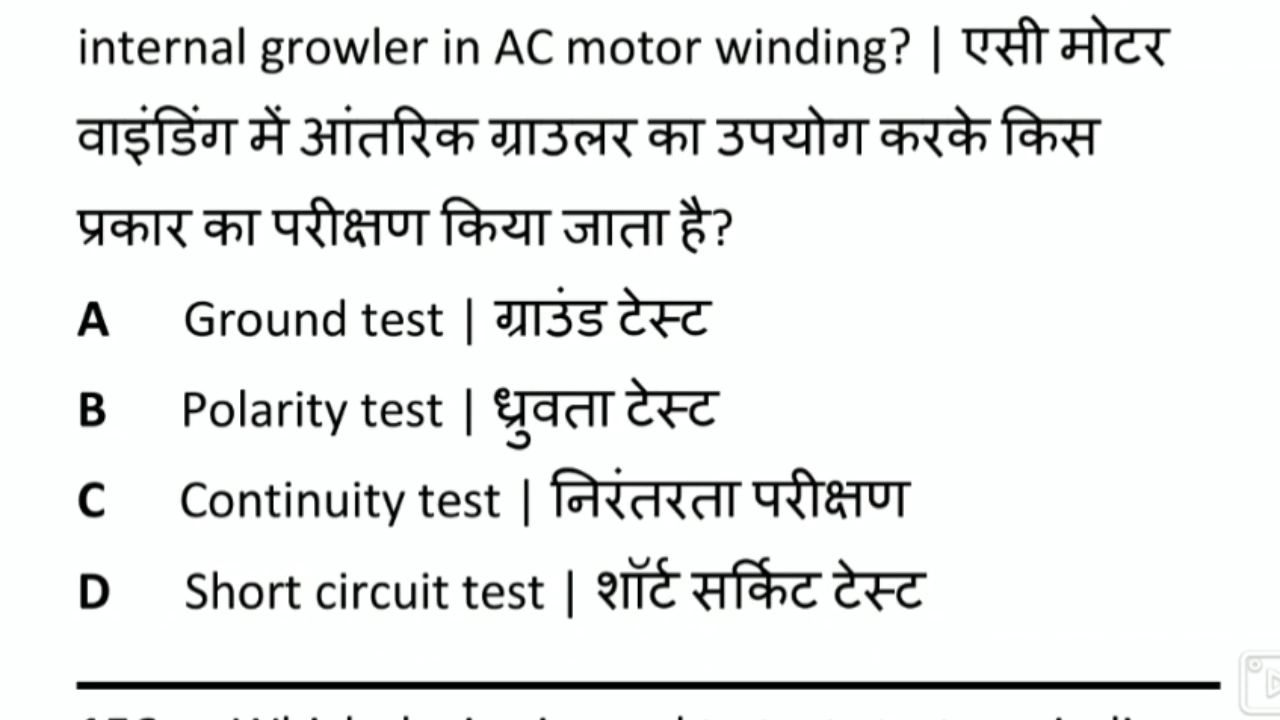 internal growler in AC motor winding? | एसी मोटर
वाइंडिंग में आंतरिक ग्राउलर का उपयोग करके किस
प्रकार का परीक्षण किया जाता है?
A Ground test | ग्राउंड टेस्ट
B Polarity test | ध्रुवता टेस्ट
C Continuity test | निरंतरता परीक्षण
D Short circuit test | शॉर्ट सर्किट टेस्ट